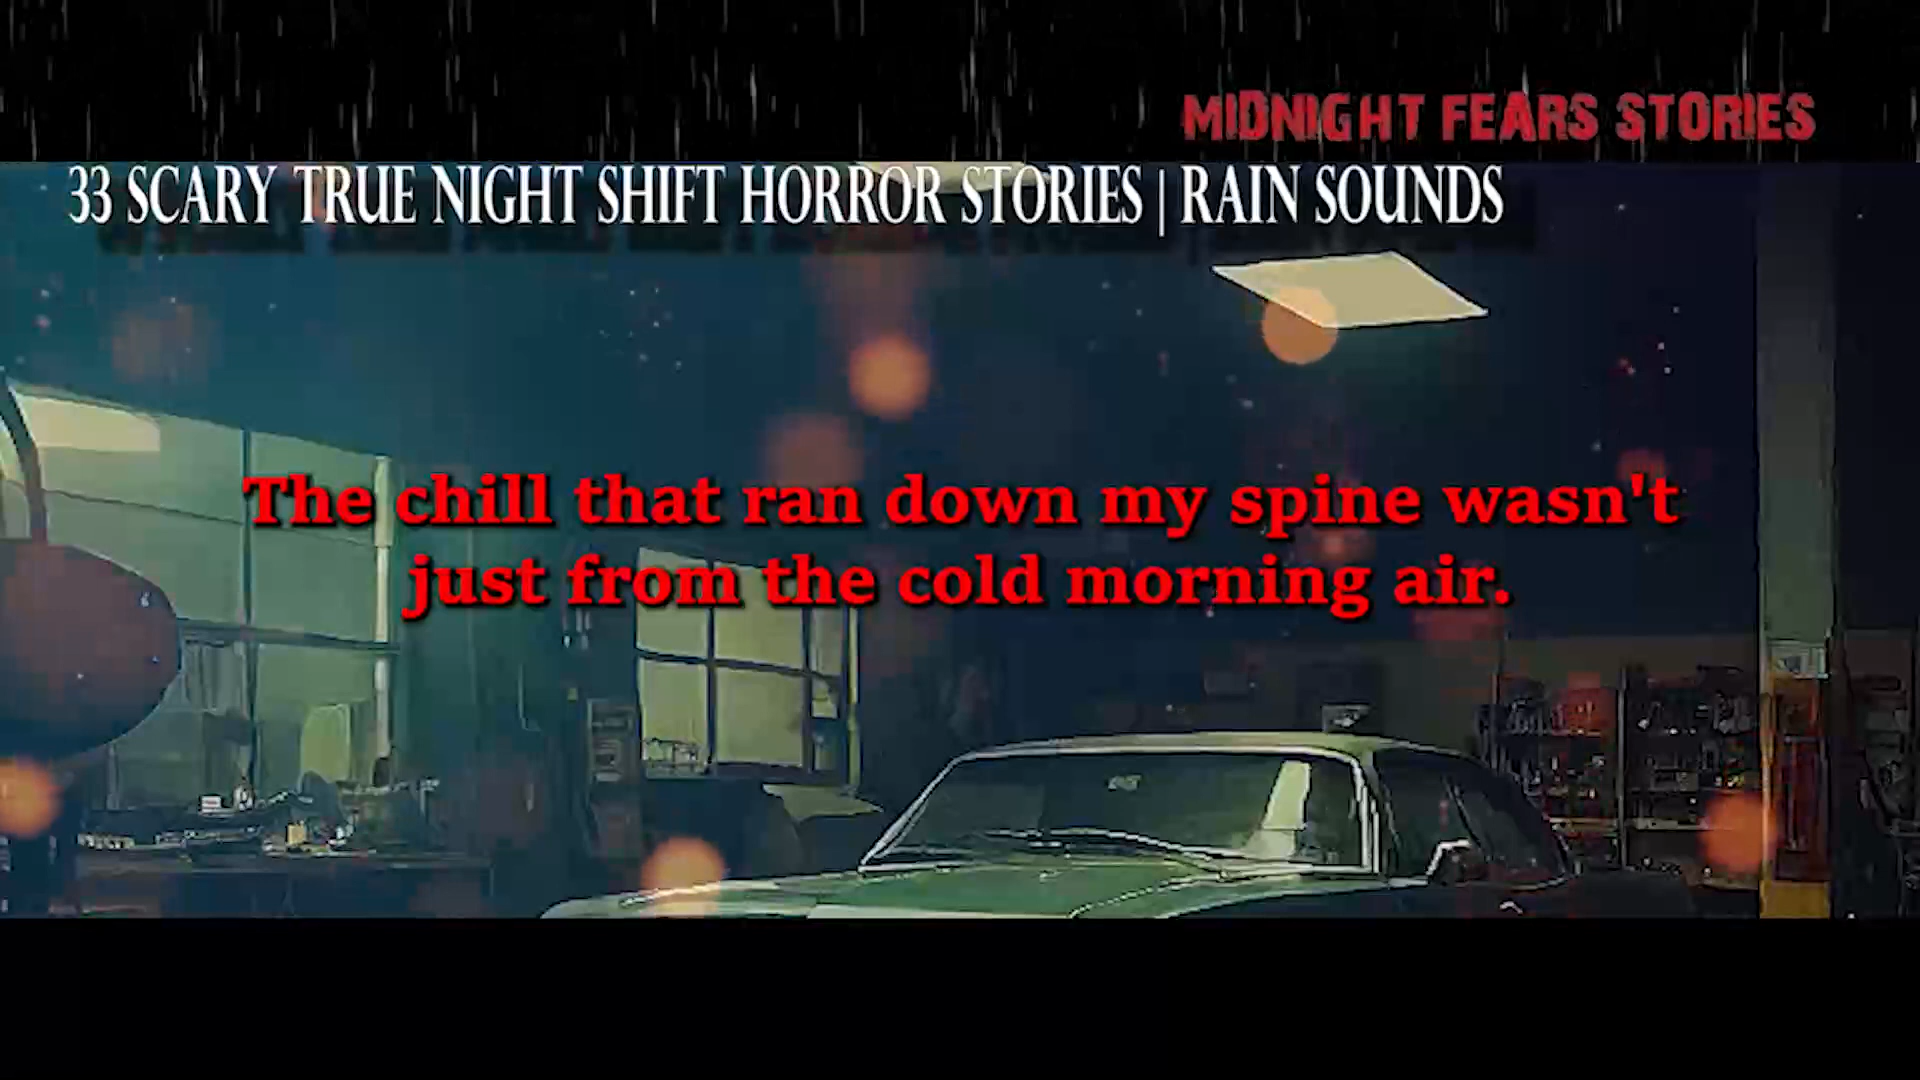 MIDNIGHT FEARS STORIES
33 SCARY TRUE NIGHT SHIFT HORROR STORIES | RAIN SOUNDS
The chill that ran down my spine wasn't
just from the cold morning air.